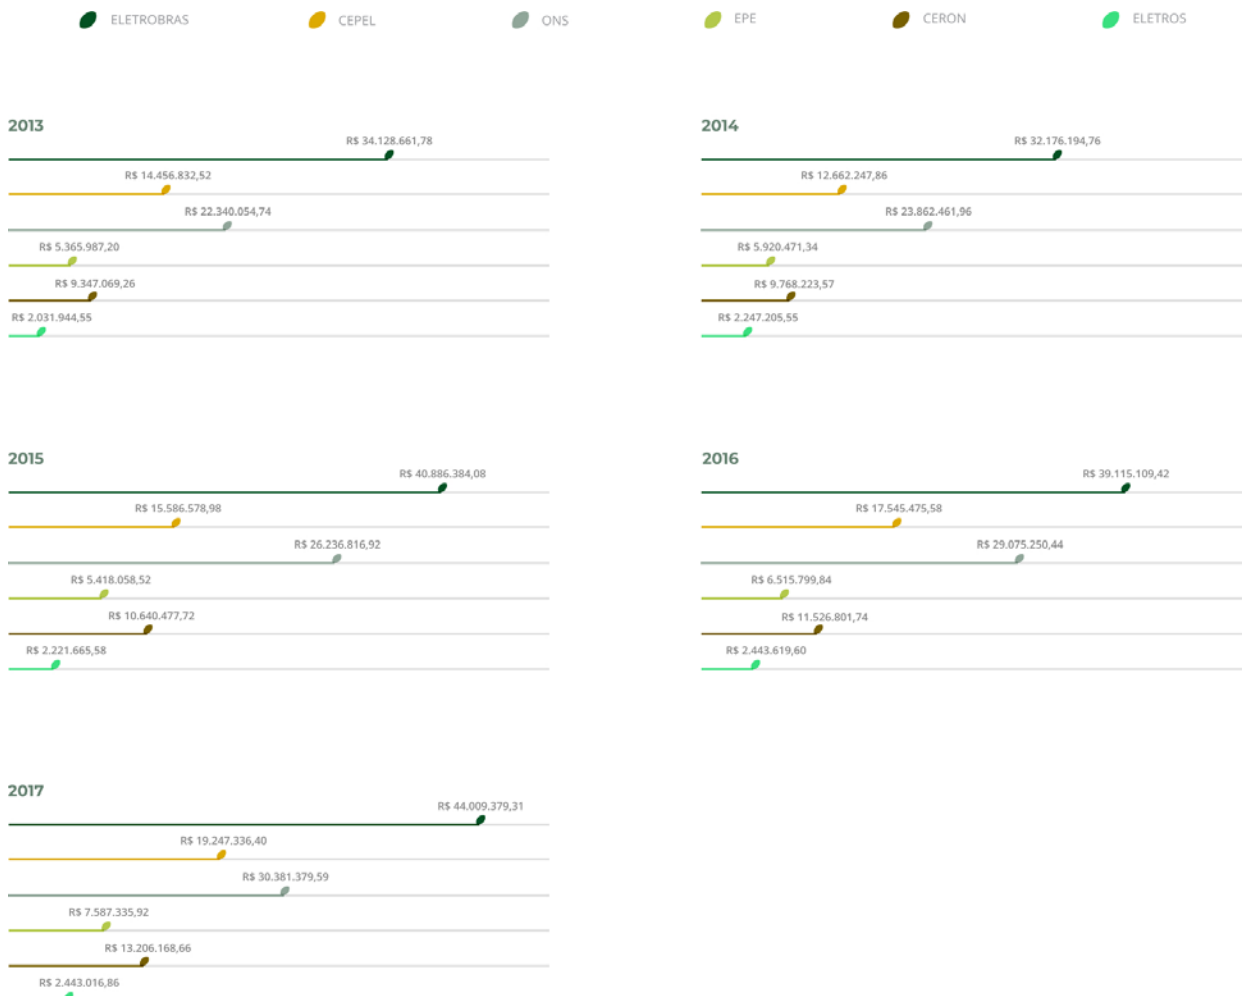 ELETROBRAS
CEPEL
ONS
EPE
CERON
ELETROS
2013
R$ 34.128.661,78
R$ 14.456.832,52
R$ 22.340.054,74
R$ 5.365.987,20
R$ 9.347.069,26
R$ 2.031.944,55
2014
R$ 32.176.194,76
R$ 12.662.247,86
R$ 23.862.461,96
R$ 5.920.471,34
R$ 9.768.223,57
R$ 2.247.205,55
2015
R$ 40.886.384,08
R$ 15.586.578,98
R$ 26.236.816,92
R$ 5.418.058,52
R$ 10.640.477,72
R$ 2.221.665,58
2016
R$ 39.115.109,42
R$ 17.545.475,58
R$ 29.075.250,44
R$ 6.515.799,84
R$ 11.526.801,74
R$ 2.443.619,60
2017
R$ 44.009.379,31
R$ 19.247.336,40
R$ 30.381.379,59
R$ 7.587.335,92
R$ 13.206.168,66
R$ 2.443.016,86